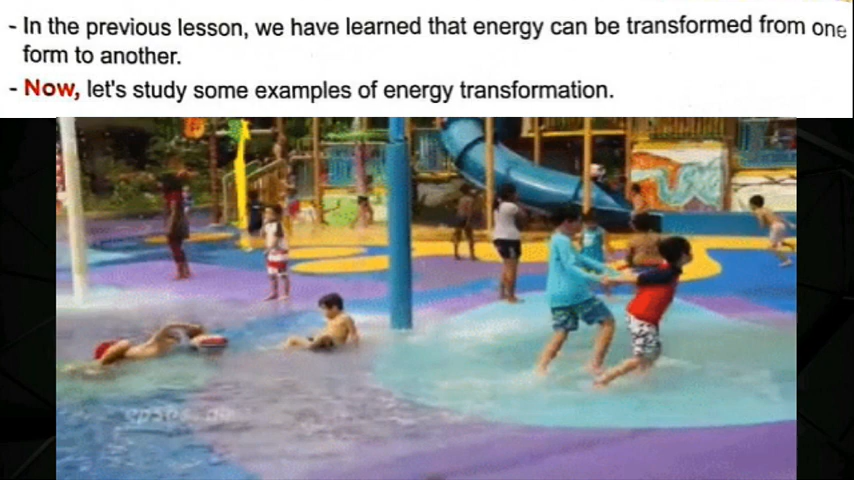 - In the previous lesson, we have learned that energy can be transformed from one
form to another.
- Now, let's study some examples of energy transformation.